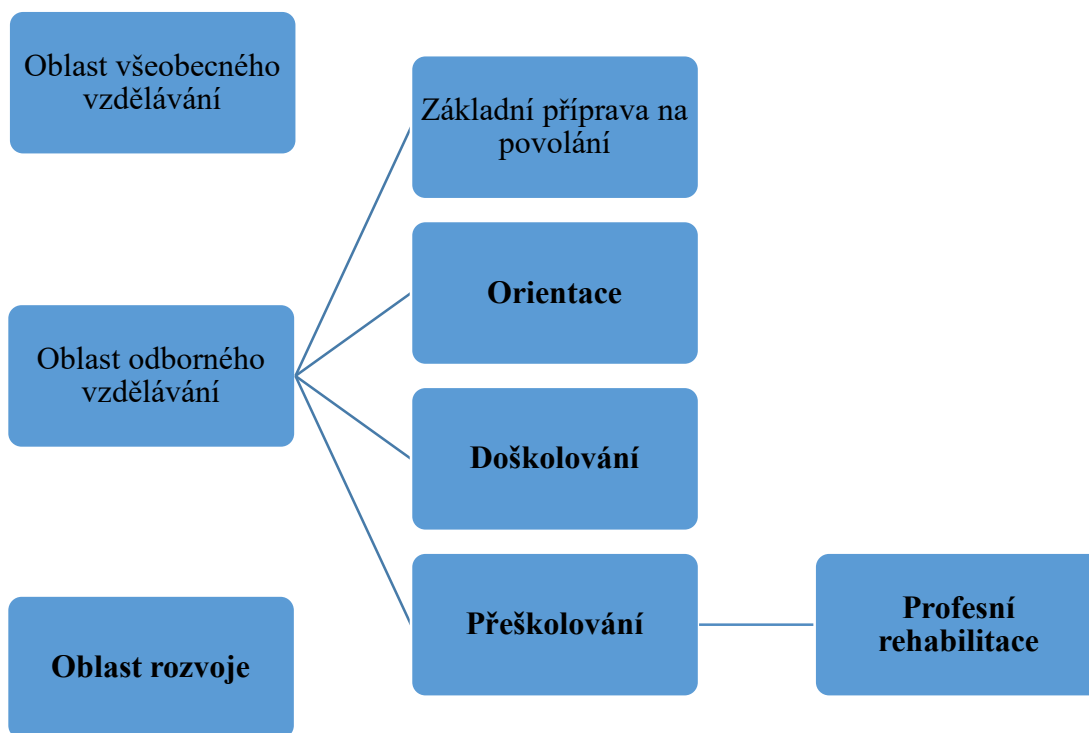 Oblast všeobecného
vzdělávání
Základní příprava na
povolání
Orientace
Oblast odborného
vzdělávání
Doškolování
Přeškolování
Profesní
rehabilitace
Oblast rozvoje